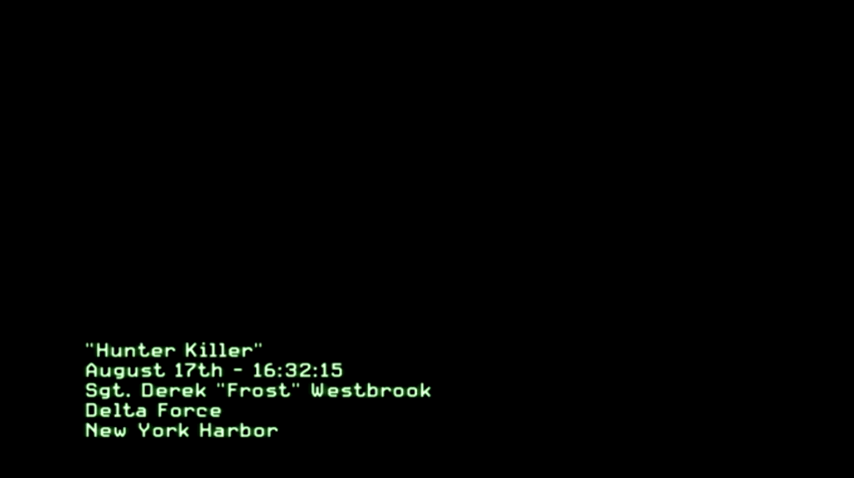 "Hunter Killer"
August 17th - 16:32:15
Sgt. Derek "Frost" Westbrook
Delta Force
New York Harbor